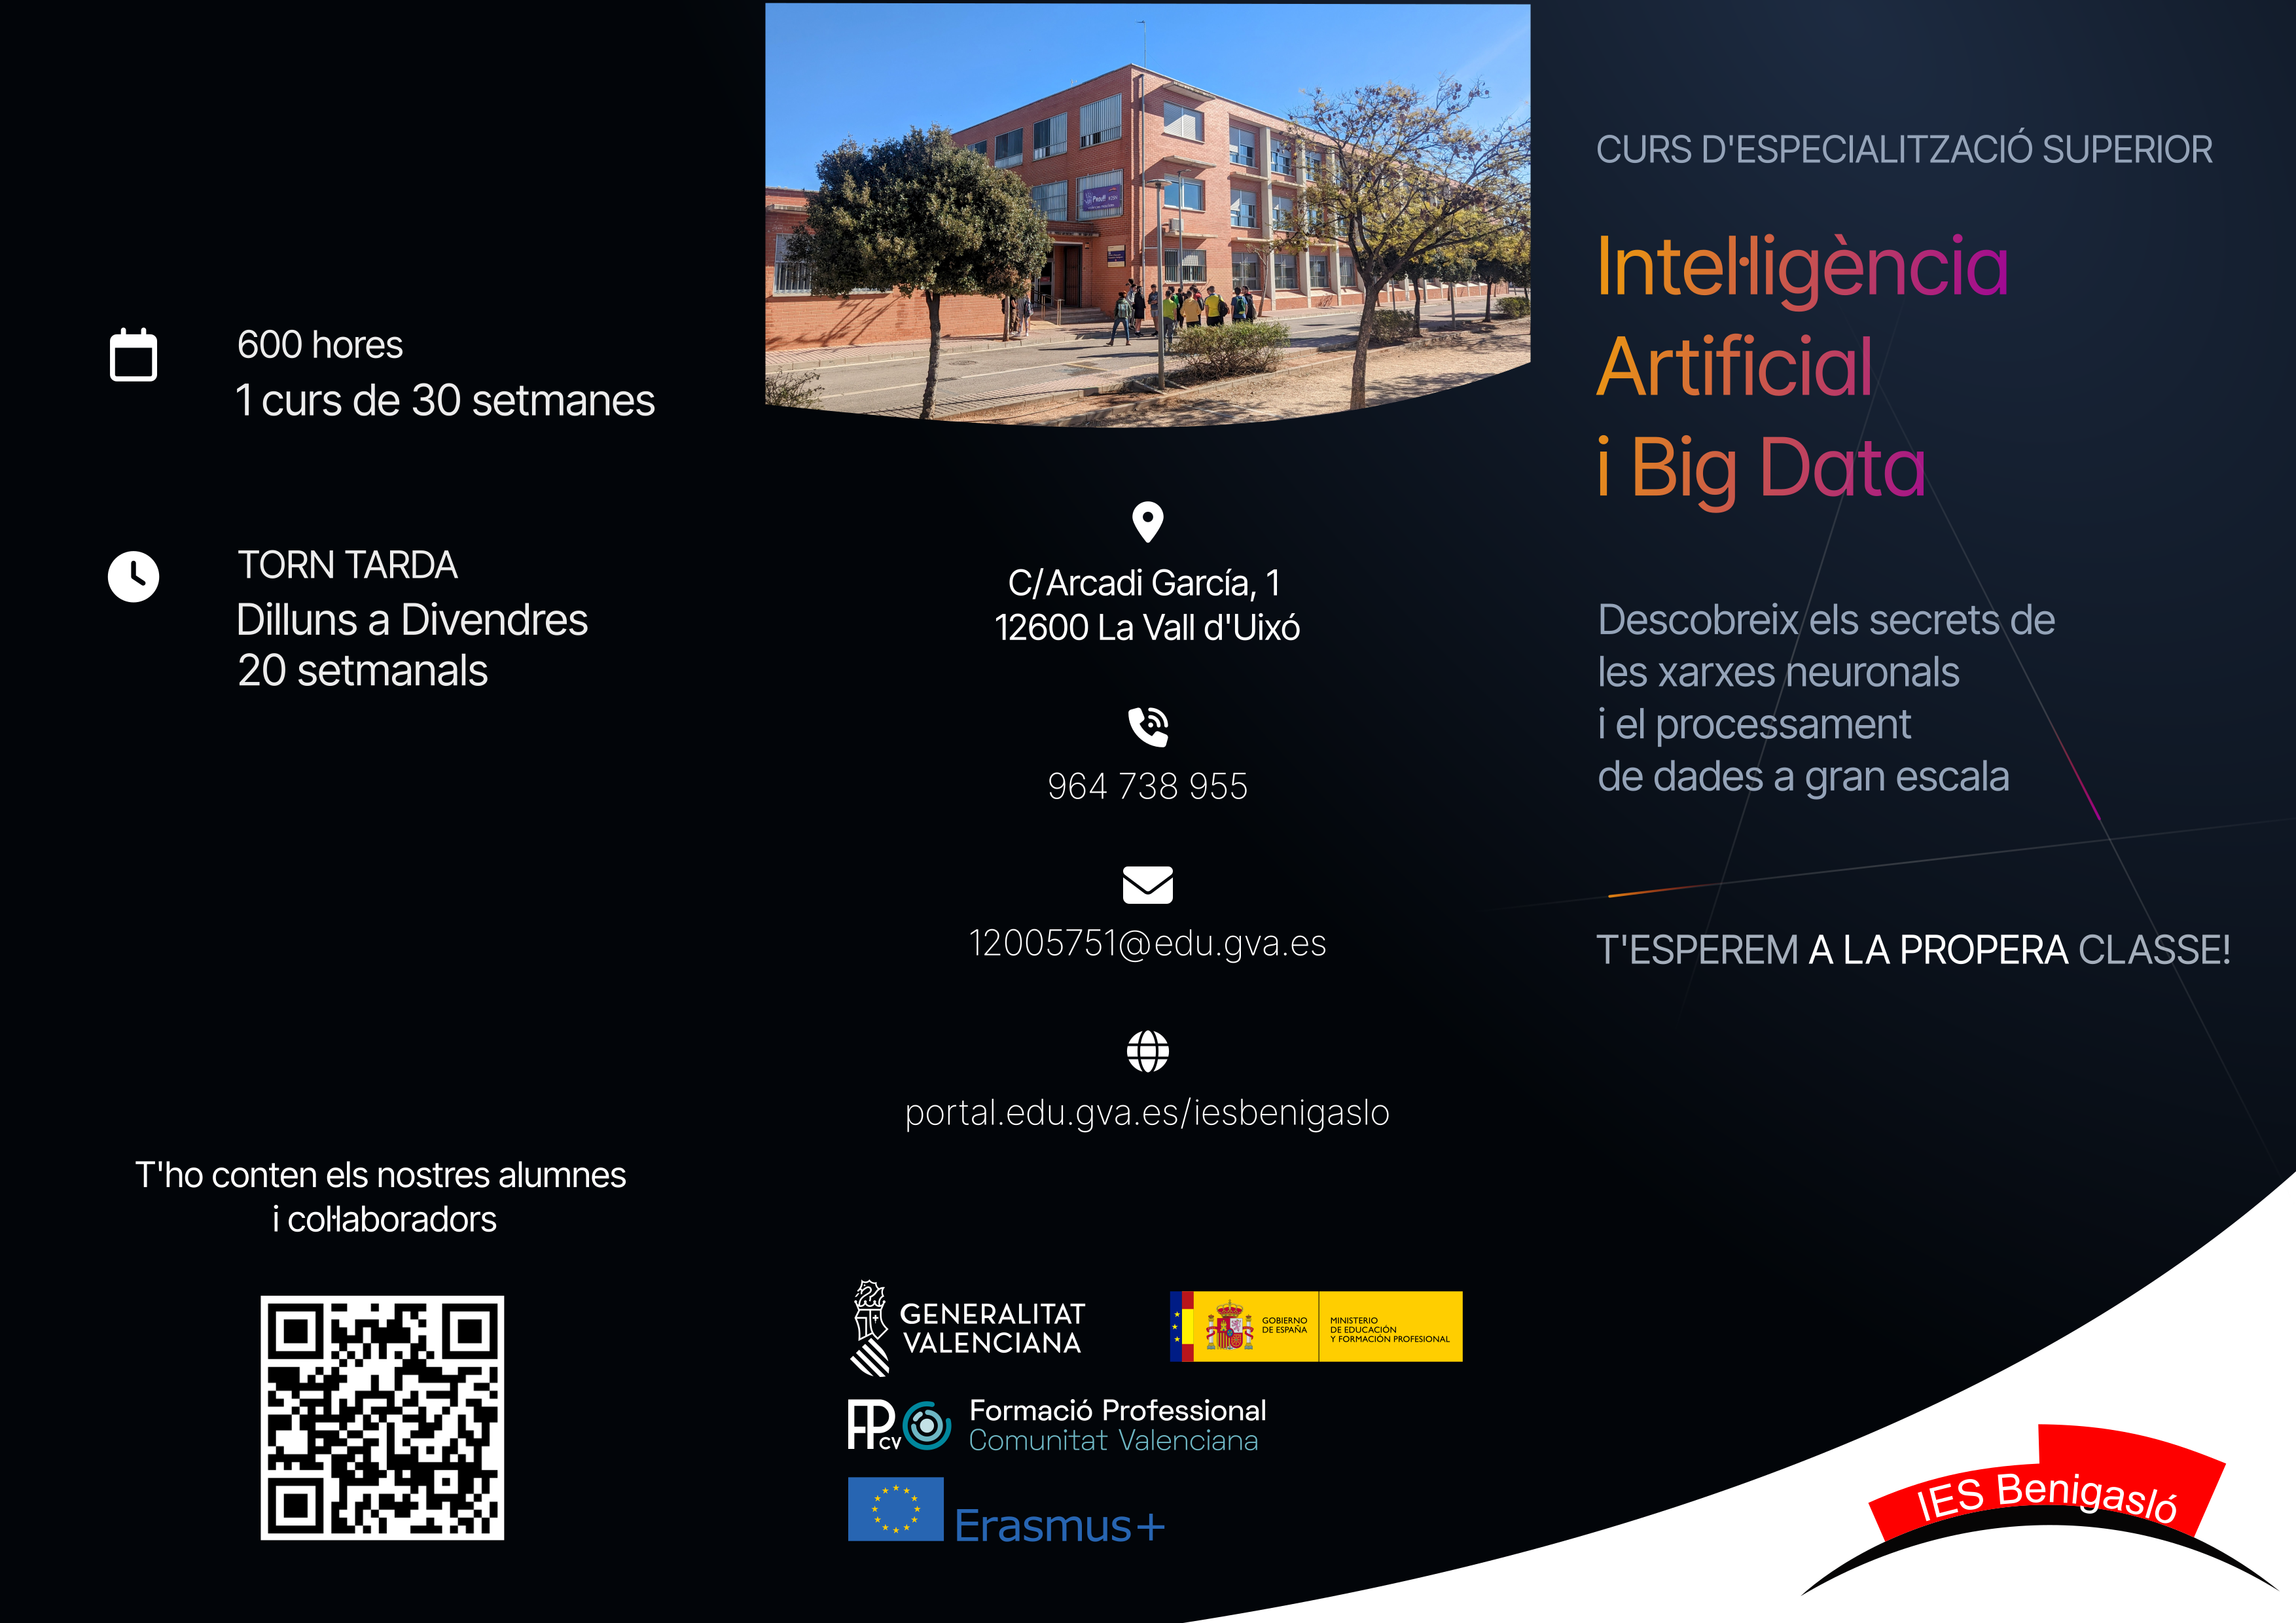 600 hores
1 curs de 30 setmanes
TORN TARDA
Dilluns a Divendres
20 setmanals
T'ho conten els nostres alumnes
i col·laboradors
C/Arcadi García, 1
12600 La Vall d'Uixó
964 738 955
12005751@edu.gva.es
portal.edu.gva.es/iesbenigaslo
GENERALITAT
VALENCIANA
GOBIERNO
DE ESPAÑA
MINISTERIO
DE EDUCACIÓN
Y FORMACIÓN PROFESIONAL
FP CV
Formació Professional
Comunitat Valenciana
Erasmus+
CURS D'ESPECIALITZACIÓ SUPERIOR
Intel·ligència
Artificial
i Big Data
Descobreix els secrets de
les xarxes neuronals
i el processament
de dades a gran escala
T'ESPEREM A LA PROPERA CLASSE!
IES Benigasló